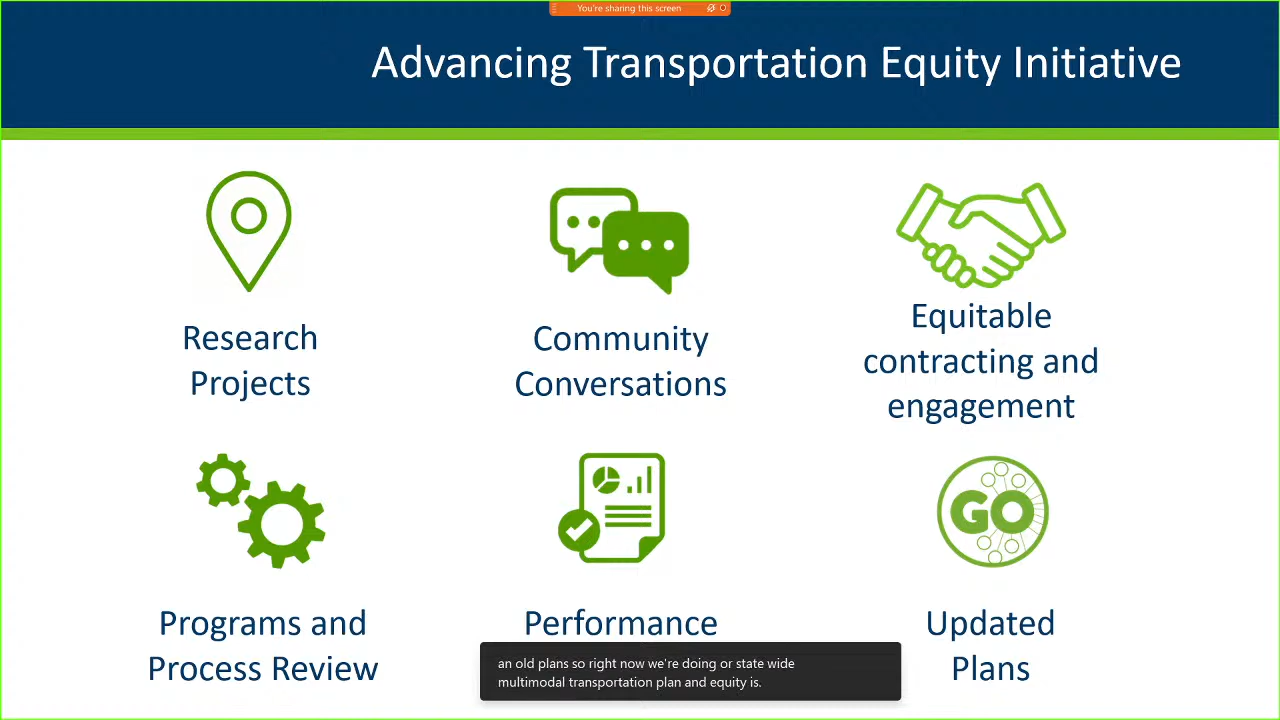 You're sharing this screen
Advancing Transportation Equity Initiative
Research
Projects
Community
Conversations
Equitable
contracting and
engagement
GO
Programs and
Process Review
Performance
Updated
Plans
an old plans so right now we're doing or state wide
multimodal transportation plan and equity is.